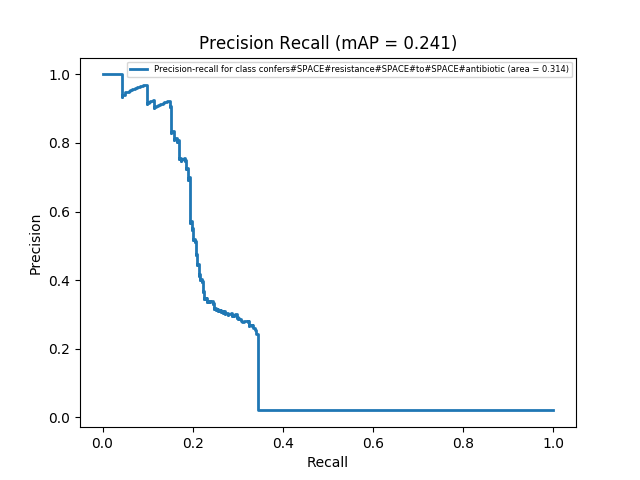 Precision Recall (mAP = 0.241)
Precision-recall for class confers#SPACE#resistance#SPACE#to#SPACE#antibiotic (area = 0.314)
1.0
0.8
0.6
0.4
0.2
0.0
Precision
0.0 0.2 0.4 0.6 0.8 1.0
Recall